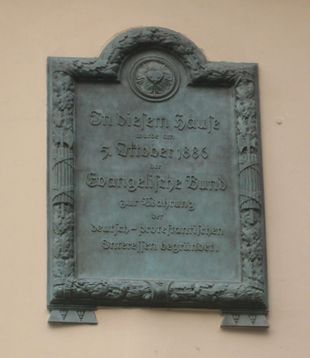 In diesem Hause
wurde am
5. Oktober 1886
der
Evangelische Bund
zur Wahrung
der
deutsch-protestantischen
Interessen begründet.